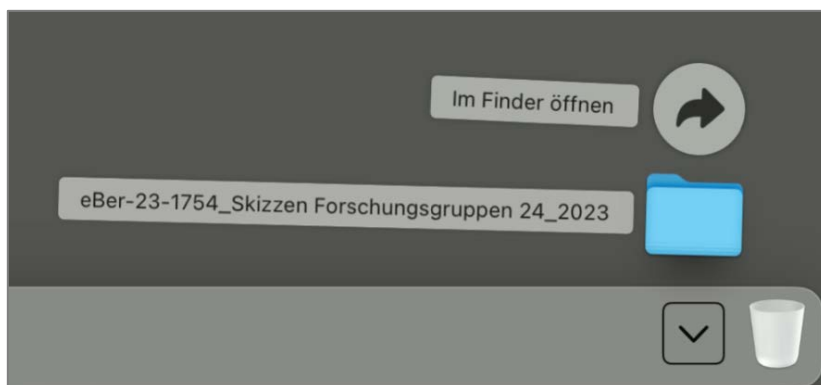 Im Finder öffnen
eBer-23-1754_Skizzen Forschungsgruppen 24_2023